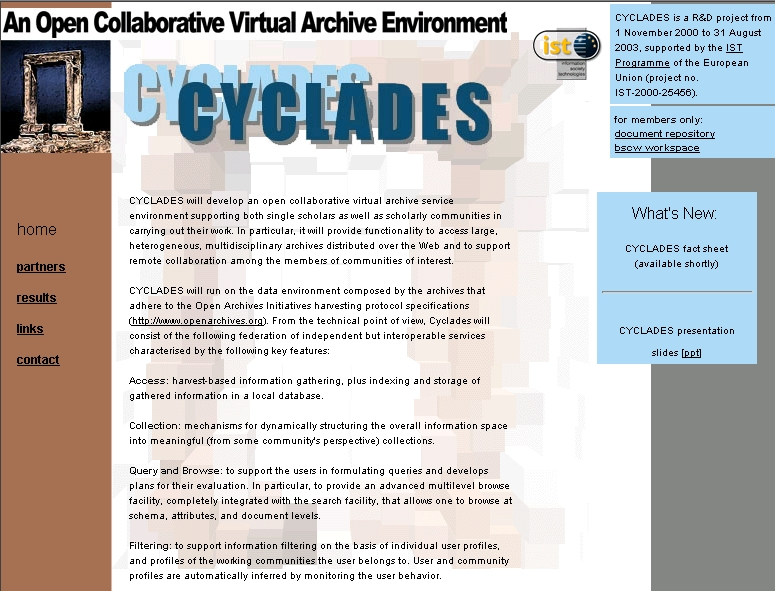 An Open Collaborative Virtual Archive Environment
CYCLADES
CYCLADES
ist
information
society
technologies
CYCLADES is a R&D project from
1 November 2000 to 31 August
2003, supported by the IST
Programme of the European
Union (project no.
IST-2000-25456).
for members only:
document repository
bscw workspace
home
partners
results
links
contact
CYCLADES will develop an open collaborative virtual archive service
environment supporting both single scholars as well as scholarly communities in
carrying out their work. In particular, it will provide functionality to access large,
heterogeneous, multidisciplinary archives distributed over the Web and to support
remote collaboration among the members of communities of interest.
CYCLADES will run on the data environment composed by the archives that
adhere to the Open Archives Initiatives harvesting protocol specifications
(http://www.openarchives.org). From the technical point of view, Cyclades will
consist of the following federation of independent but interoperable services
characterised by the following key features:
Access: harvest-based information gathering, plus indexing and storage of
gathered information in a local database.
Collection: mechanisms for dynamically structuring the overall information space
into meaningful (from some community's perspective) collections.
Query and Browse: to support the users in formulating queries and develops
plans for their evaluation. In particular, to provide an advanced multilevel browse
facility, completely integrated with the search facility, that allows one to browse at
schema, attributes, and document levels.
Filtering: to support information filtering on the basis of individual user profiles,
and profiles of the working communities the user belongs to. User and community
profiles are automatically inferred by monitoring the user behavior.
What's New:
CYCLADES fact sheet
(available shortly)
CYCLADES presentation
slides [ppt]